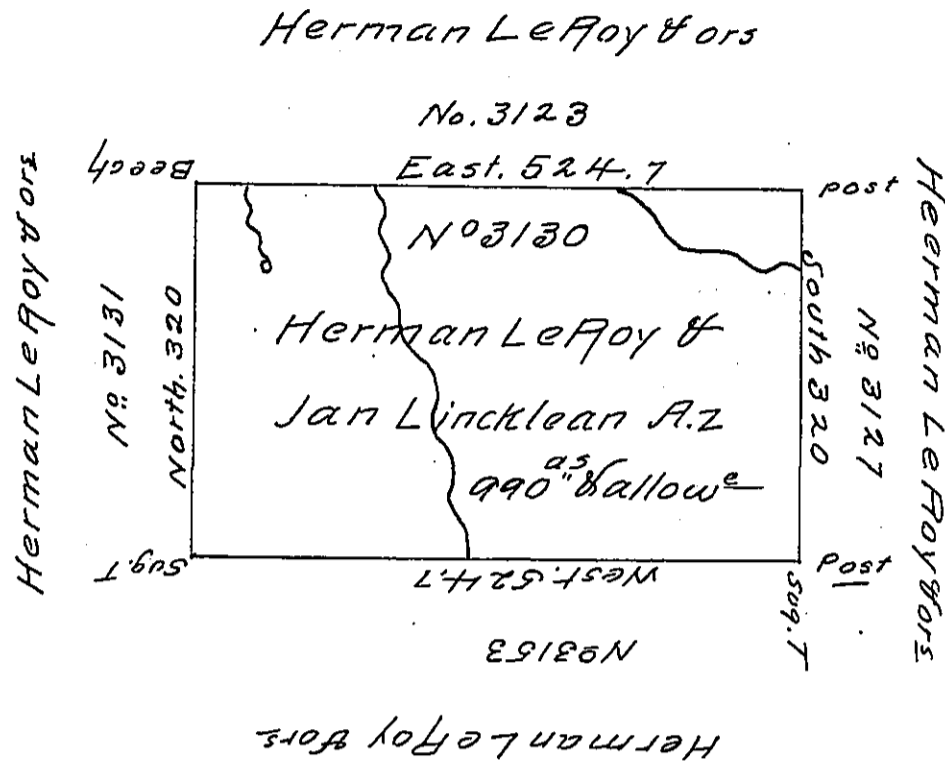 Herman LeRoy & ors
No. 3123
East. 524.7
Beech
post
Herman LeRoy & ors
No. 3131
North. 320
No 3130
Herman LeRoy &
Jan Lincklean A.z
990 as & allowe
South 320
No. 3127
Heerman LeRoy & ors
Sug. T
West. 524.7
Post
Sug. T
No 3153
Herman LeRoy & ors